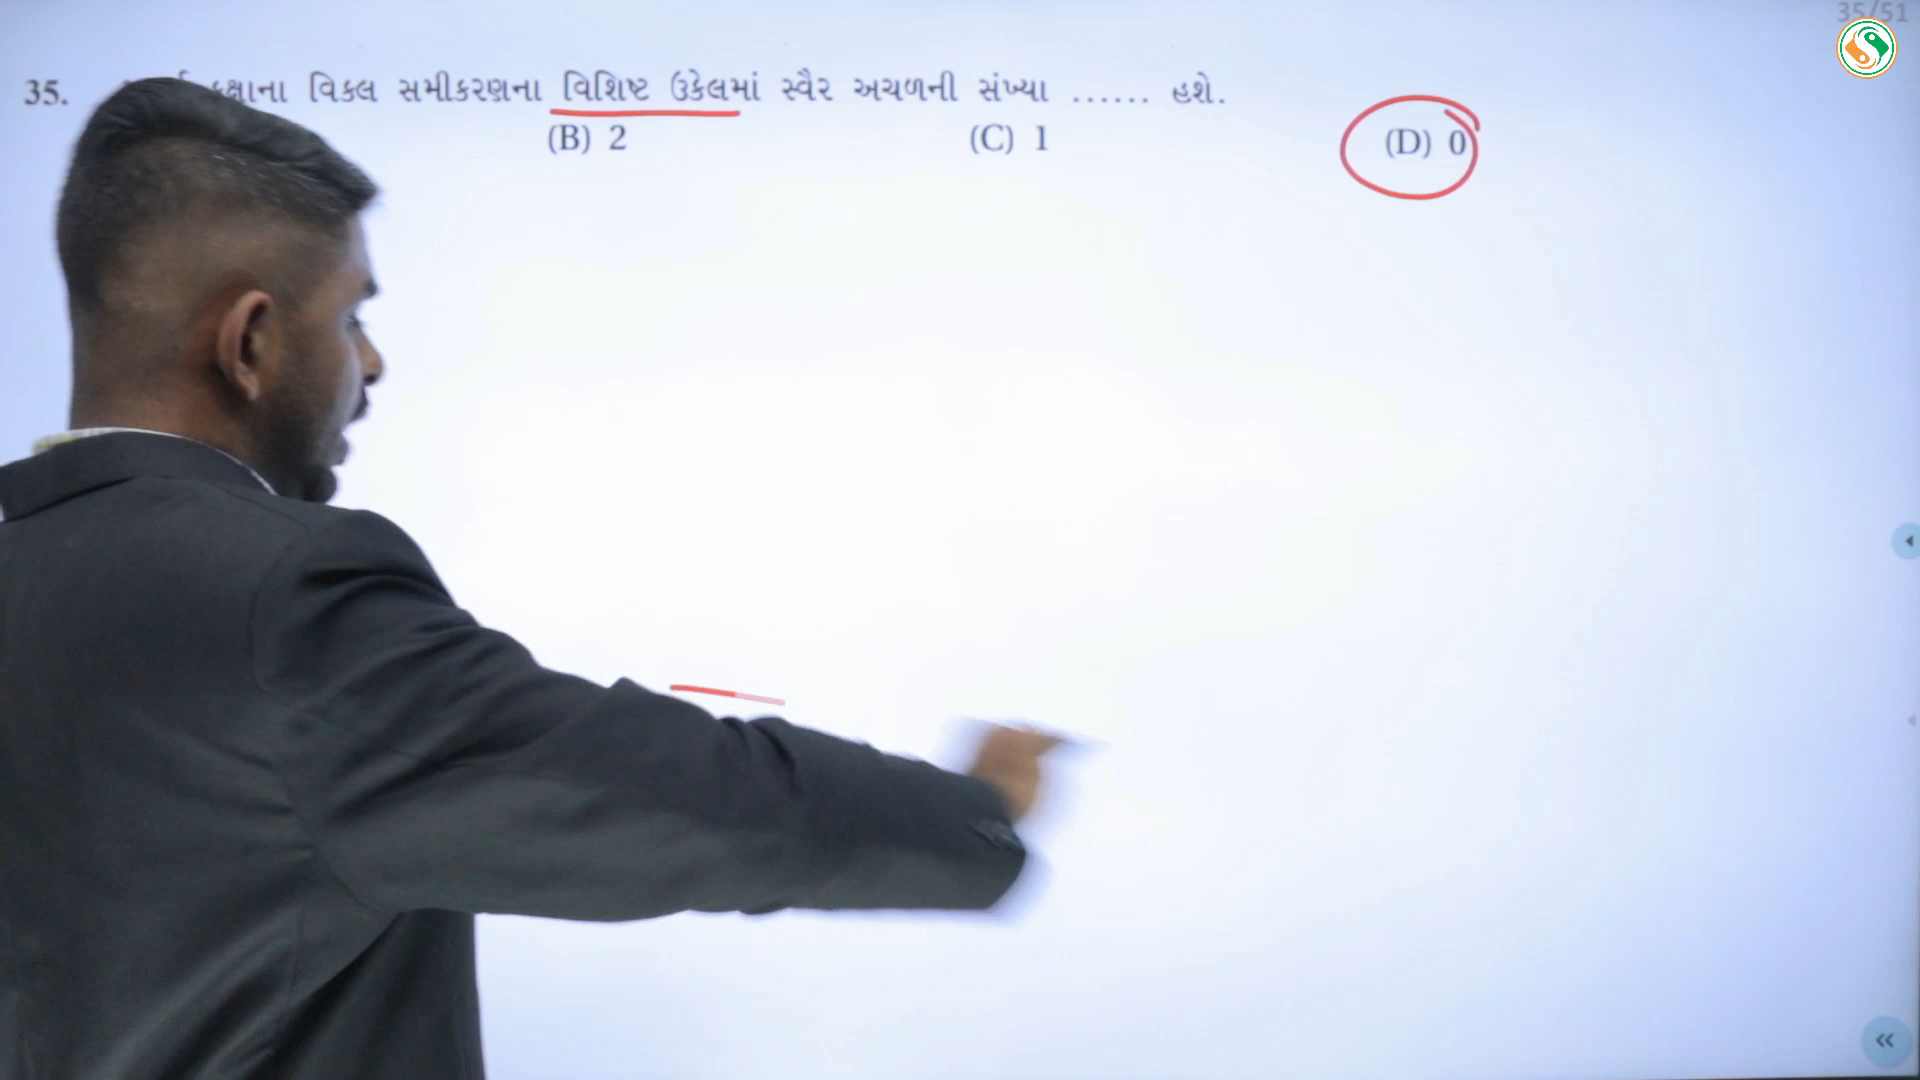 35/51
35. વિકલ સમીકરણના વિશિષ્ટ ઉકેલમાં સ્વૈર અચળની સંખ્યા ...... હશે.
(B) 2 (C) 1 (D) 0